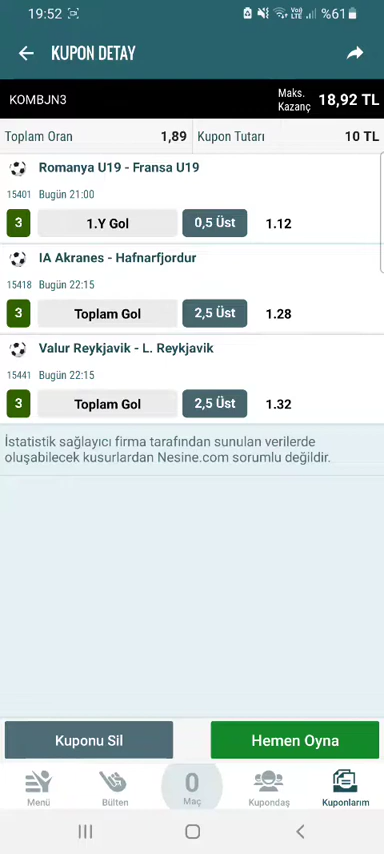 19:52 %61
KUPON DETAY
KOMBJN3 Maks. Kazanç 18,92 TL
Toplam Oran 1,89 Kupon Tutarı 10 TL
Romanya U19 - Fransa U19
15401 Bugün 21:00
3 1.Y Gol 0,5 Üst 1.12
IA Akranes - Hafnarfjordur
15418 Bugün 22:15
3 Toplam Gol 2,5 Üst 1.28
Valur Reykjavik - L. Reykjavik
15441 Bugün 22:15
3 Toplam Gol 2,5 Üst 1.32
İstatistik sağlayıcı firma tarafından sunulan verilerde
oluşabilecek kusurlardan Nesine.com sorumlu değildir.
Kuponu Sil Hemen Oyna
0
Menü Bülten Maç Kupondaş Kuponlarım